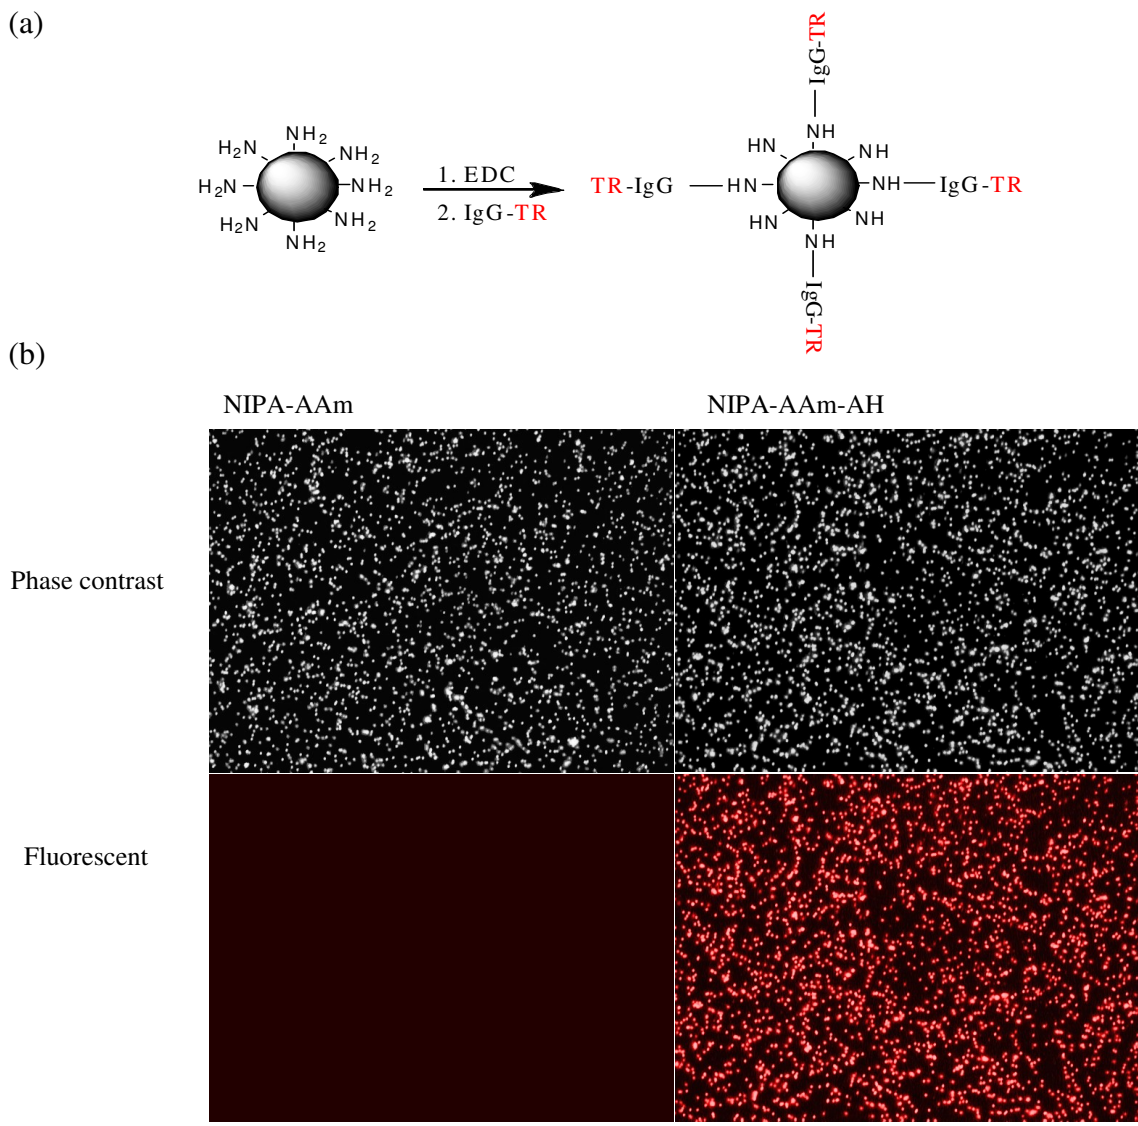 (a)
IgG-TR
NH
HN
NH
TR-IgG
HN
NH
IgG-TR
HN
NH
NH
IgG-TR
NH2
H2N
NH2
H2N
NH2
H2N
NH2
NH2
1. EDC
2. IgG-TR
(b)
NIPA-AAm
NIPA-AAm-AH
Phase contrast
Fluorescent